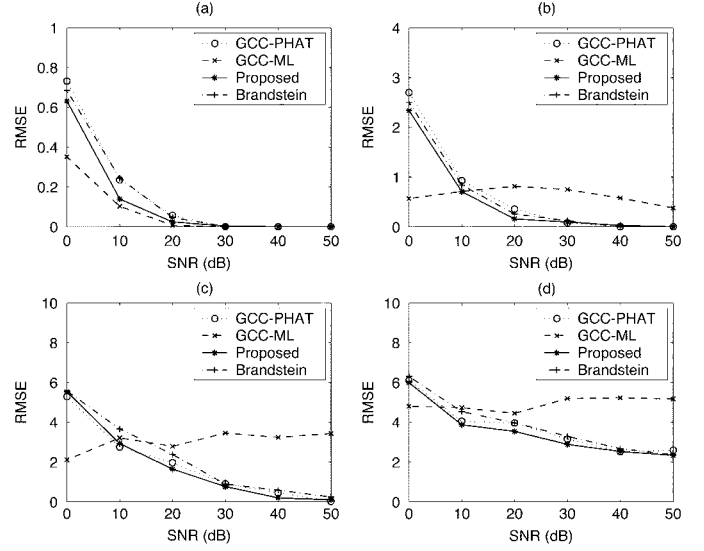 (a)
1
0.8
0.6
0.4
0.2
0
RMSE
GCC-PHAT
GCC-ML
Proposed
Brandstein
0 10 20 30 40 50
SNR (dB)
(b)
4
3
2
1
0
RMSE
GCC-PHAT
GCC-ML
Proposed
Brandstein
0 10 20 30 40 50
SNR (dB)
(c)
10
8
6
4
2
0
RMSE
GCC-PHAT
GCC-ML
Proposed
Brandstein
0 10 20 30 40 50
SNR (dB)
(d)
10
8
6
4
2
0
RMSE
GCC-PHAT
GCC-ML
Proposed
Brandstein
0 10 20 30 40 50
SNR (dB)